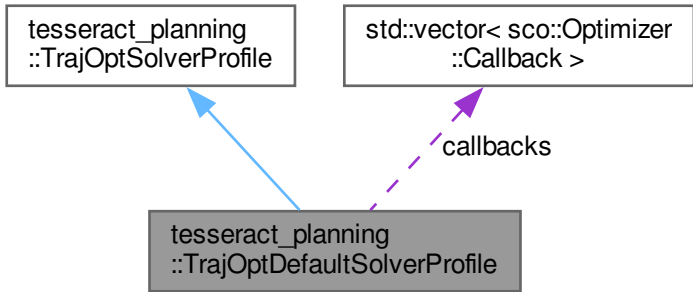 tesseract_planning
::TrajOptSolverProfile
std::vector< sco::Optimizer
::Callback >
callbacks
tesseract_planning
::TrajOptDefaultSolverProfile